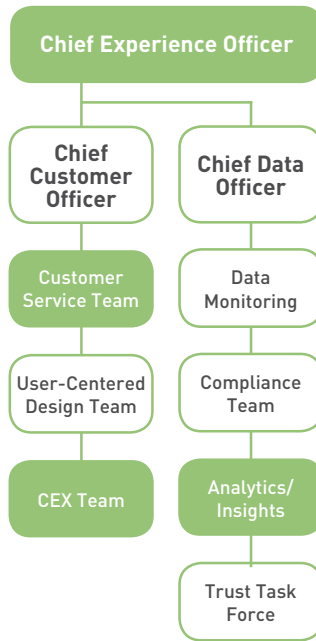 Chief Experience Officer
Chief
Customer
Officer
Chief Data
Officer
Customer
Service Team
Data
Monitoring
User-Centered
Design Team
Compliance
Team
CEX Team
Analytics/
Insights
Trust Task
Force